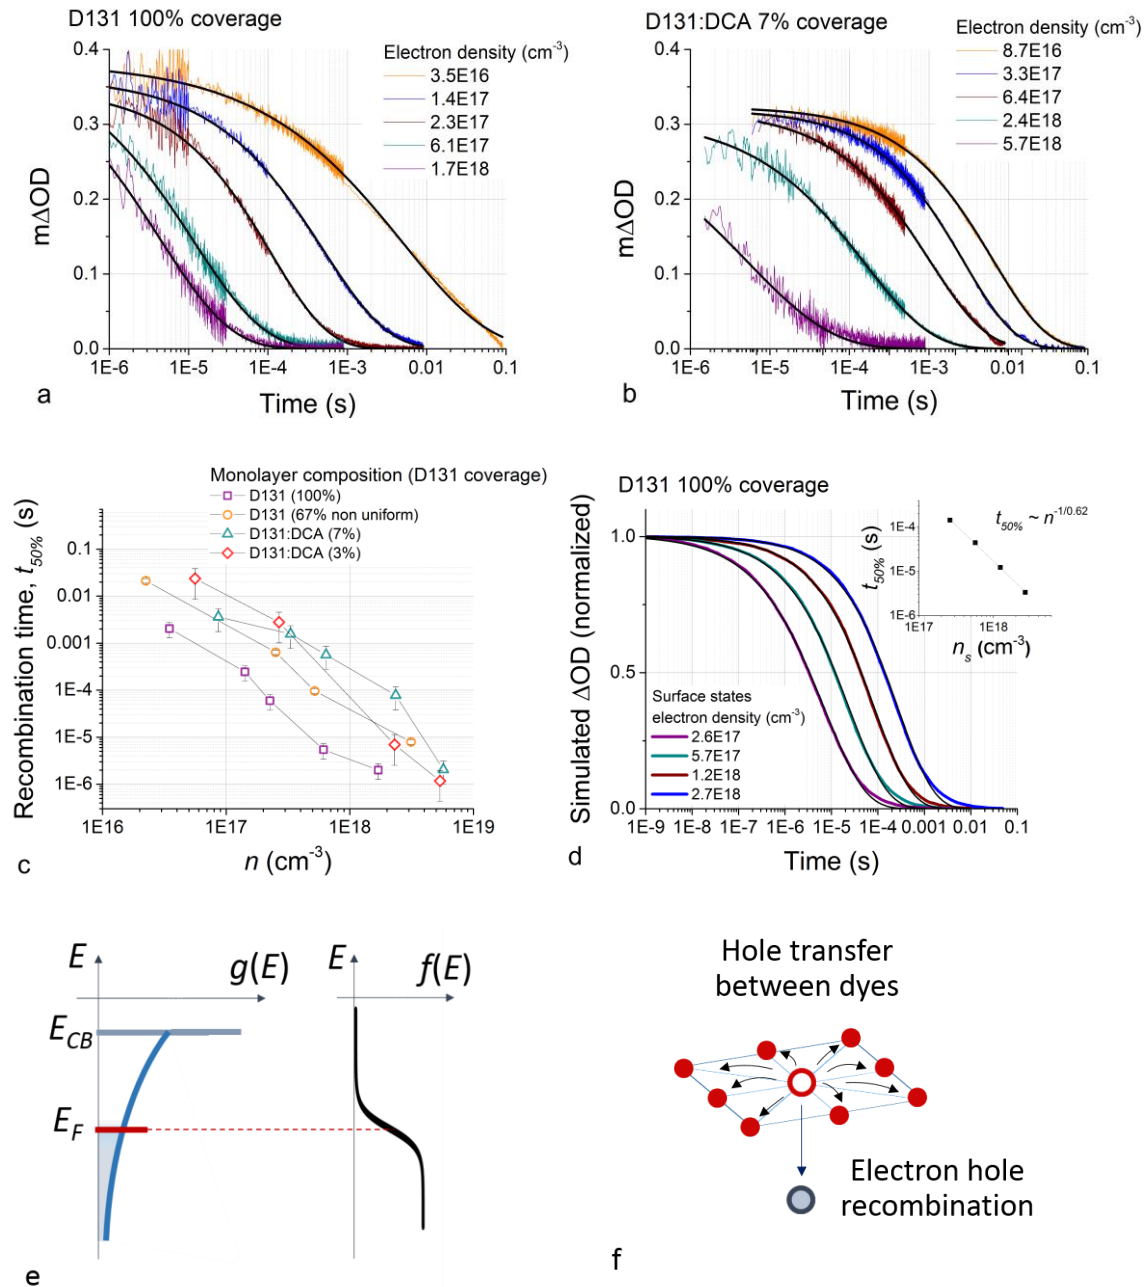 D131 100% coverage
Electron density (cm⁻³)
3.5E16
1.4E17
2.3E17
6.1E17
1.7E18
mΔOD
0.4
0.3
0.2
0.1
0.0
1E-6 1E-5 1E-4 1E-3 0.01 0.1
Time (s)
a
D131:DCA 7% coverage
Electron density (cm⁻³)
8.7E16
3.3E17
6.4E17
2.4E18
5.7E18
mΔOD
0.4
0.3
0.2
0.1
0.0
1E-6 1E-5 1E-4 1E-3 0.01 0.1
Time (s)
b
Monolayer composition (D131 coverage)
D131 (100%)
D131 (67% non uniform)
D131:DCA (7%)
D131:DCA (3%)
Recombination time, t50% (s)
0.1
0.01
0.001
1E-4
1E-5
1E-6
1E16 1E17 1E18 1E19
n (cm⁻³)
c
D131 100% coverage
Simulated ΔOD (normalized)
1.0
0.5
0.0
t50% ~ n^-1/0.62
t50% (s)
1E-4
1E-5
1E-6
1E17 1E18
ns (cm⁻³)
Surface states
electron density (cm⁻³)
2.6E17
5.7E17
1.2E18
2.7E18
1E-9 1E-8 1E-7 1E-6 1E-5 1E-4 0.001 0.01 0.1
Time (s)
d
E
g(E)
ECB
EF
E
f(E)
e
Hole transfer
between dyes
Electron hole
recombination
f